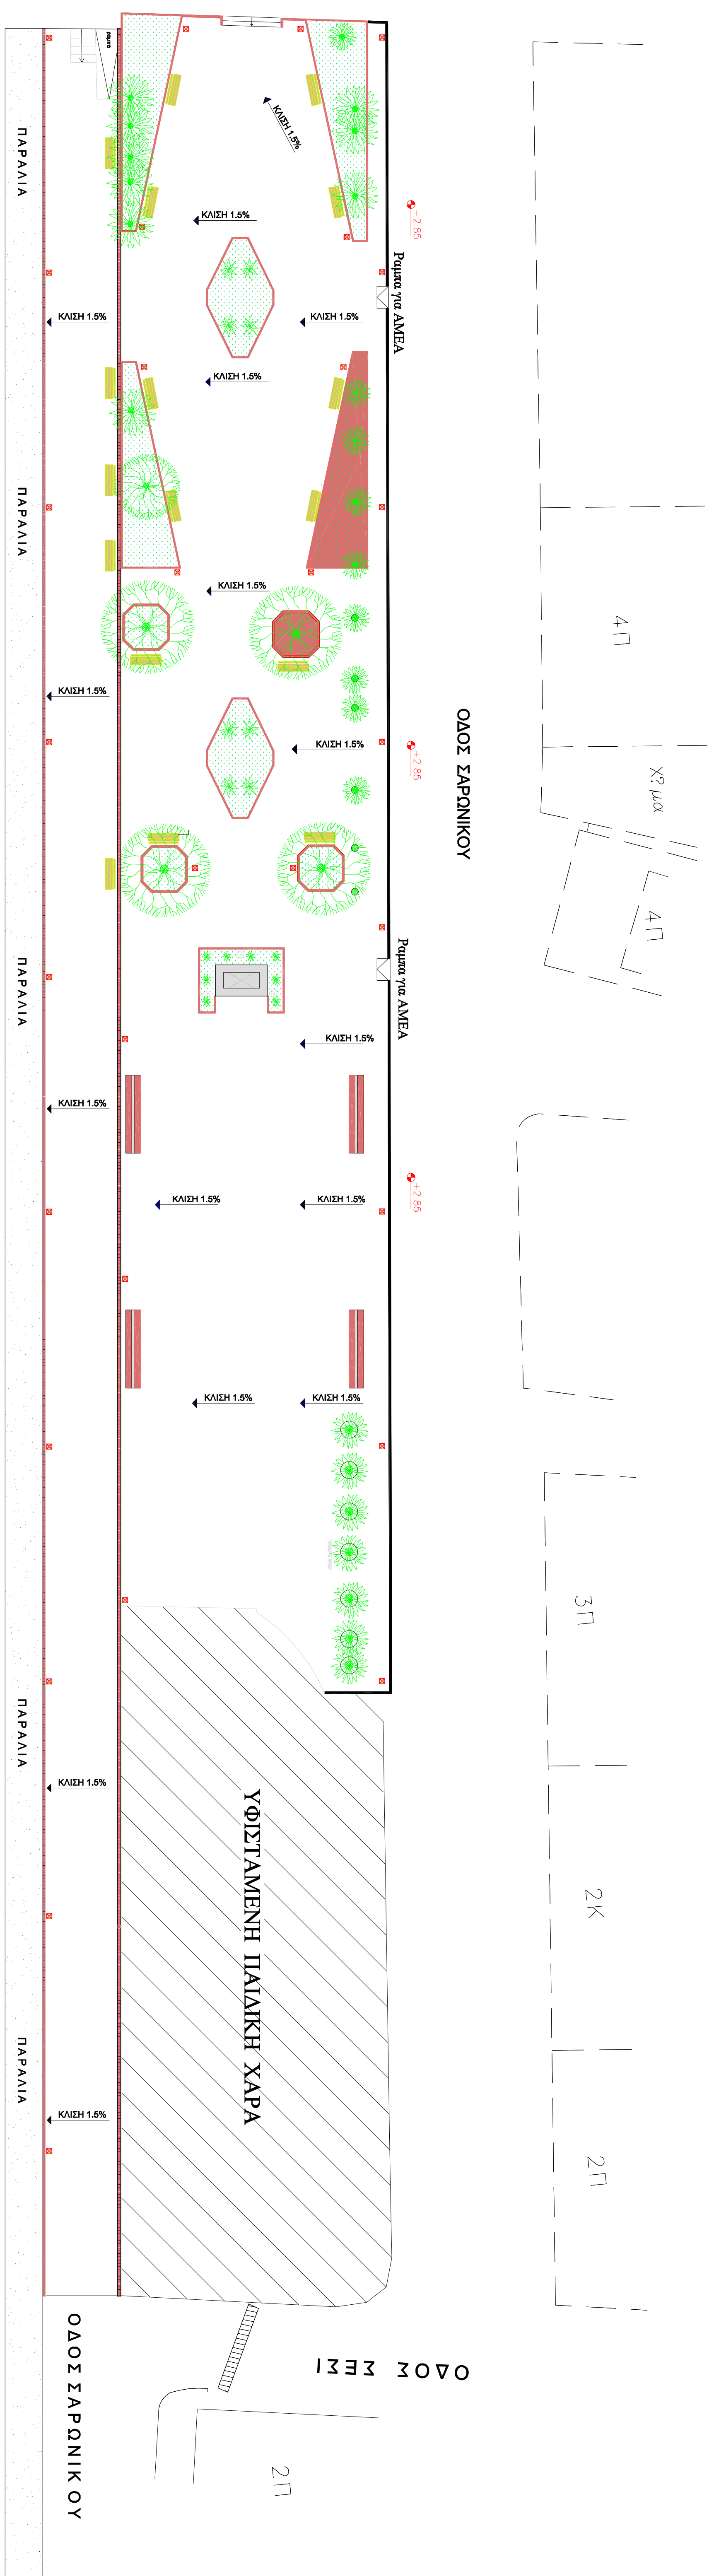 ραμπα
ΠΑΡΑΛΙΑ
ΚΛΙΣΗ 1.5%
ΚΛΙΣΗ 1.5%
+2.85
Ραμπα για ΑΜΕΑ
ΚΛΙΣΗ 1.5%
ΚΛΙΣΗ 1.5%
ΚΛΙΣΗ 1.5%
ΠΑΡΑΛΙΑ
ΚΛΙΣΗ 1.5%
4Π
ΚΛΙΣΗ 1.5%
ΟΔΟΣ ΣΑΡΩΝΙΚΟΥ
ΚΛΙΣΗ 1.5%
+2.85
Χ?μα
4Π
Ραμπα για ΑΜΕΑ
ΠΑΡΑΛΙΑ
ΚΛΙΣΗ 1.5%
ΚΛΙΣΗ 1.5%
ΚΛΙΣΗ 1.5%
ΚΛΙΣΗ 1.5%
+2.85
ΚΛΙΣΗ 1.5%
ΚΛΙΣΗ 1.5%
3Π
ΠΑΡΑΛΙΑ
ΚΛΙΣΗ 1.5%
ΥΦΙΣΤΑΜΕΝΗ ΠΑΙΔΙΚΗ ΧΑΡΑ
2Κ
ΠΑΡΑΛΙΑ
ΚΛΙΣΗ 1.5%
2Π
ΟΔΟΣ ΣΑΡΩΝΙΚΟΥ
ΟΔΟΣ ΣΕΣΙ
2Π